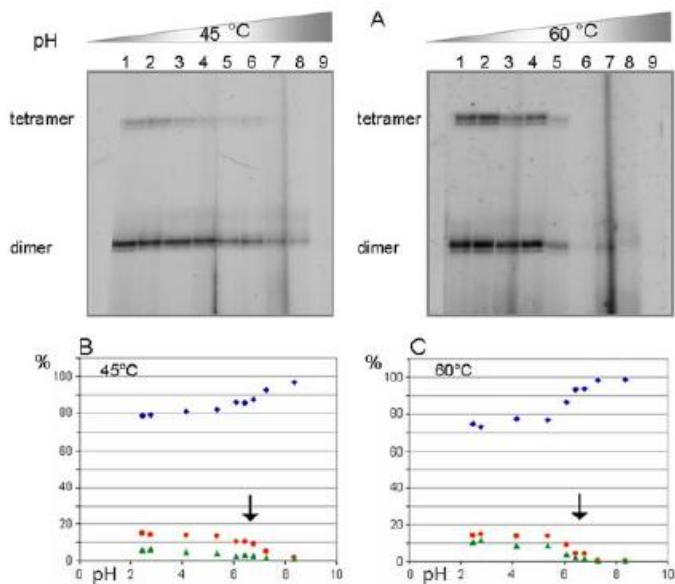 A
pH 45 °C 60 °C
1 2 3 4 5 6 7 8 9 1 2 3 4 5 6 7 8 9
tetramer tetramer
dimer dimer
B C
% 45°C % 60°C
100 100
80 80
60 60
40 40
20 20
0 0
0 2 4 6 8 10 0 2 4 6 8 10
pH pH